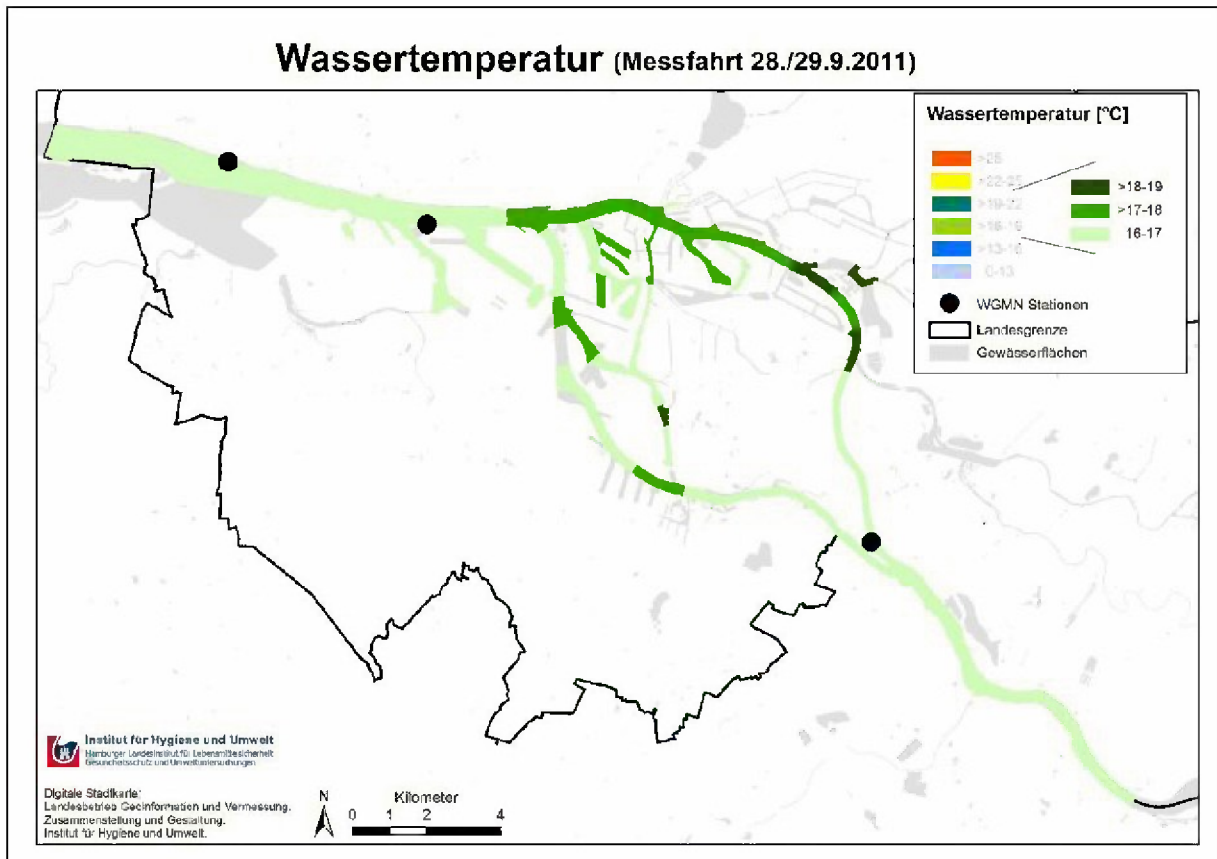 Wassertemperatur (Messfahrt 28./29.9.2011)
Wassertemperatur [°C]
>25
>22-25
>19-22
>16-19
>13-16
0-13
>18-19
>17-18
16-17
WGMN Stationen
Landesgrenze
Gewässerflächen
Institut für Hygiene und Umwelt
Hamburger Landesinstitut für Lebensmittelsicherheit
Gesundheitsschutz und Umweltuntersuchungen
Digitale Stadtkarte:
Landesbetrieb Geoinformation und Vermessung.
Zusammenstellung und Gestaltung.
Institut für Hygiene und Umwelt.
N
Kilometer
0 1 2 4